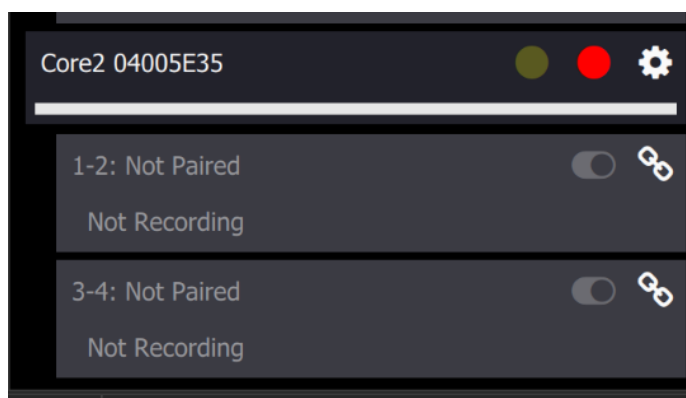 Core2 04005E35
1-2: Not Paired
Not Recording
3-4: Not Paired
Not Recording